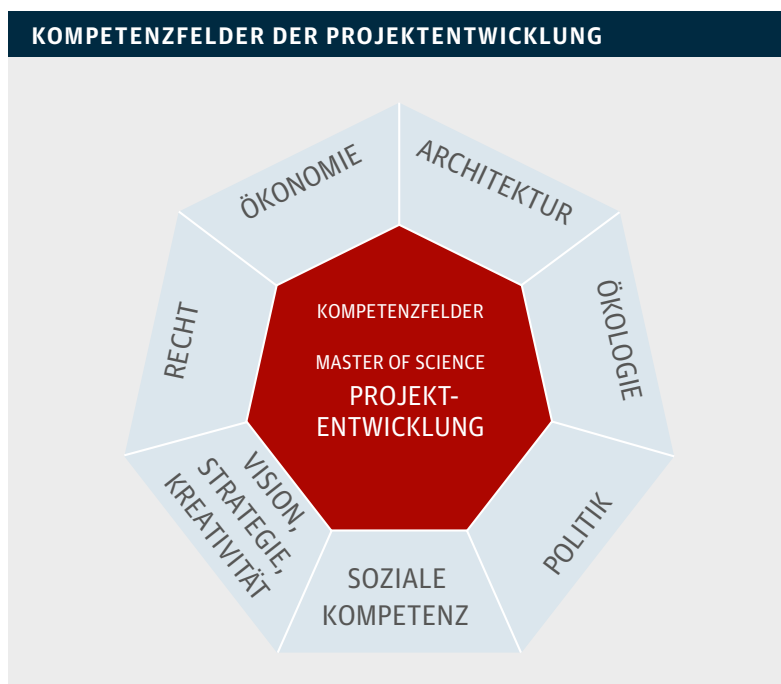 KOMPETENZFELDER DER PROJEKTENTWICKLUNG
ÖKONOMIE
ARCHITEKTUR
ÖKOLOGIE
POLITIK
SOZIALE
KOMPETENZ
VISION,
STRATEGIE,
KREATIVITÄT
RECHT
KOMPETENZFELDER
MASTER OF SCIENCE
PROJEKT-
ENTWICKLUNG